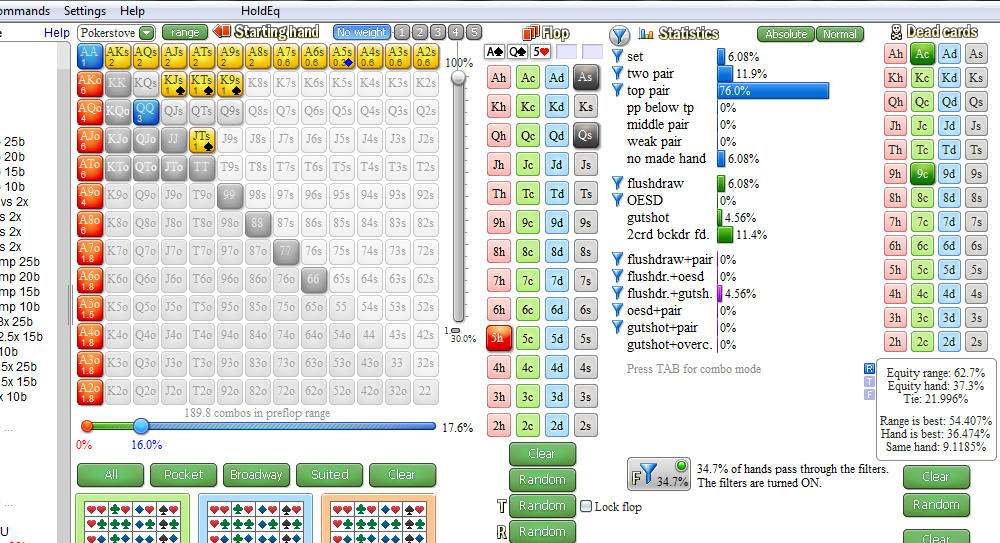 ommands Settings Help HoldEq
e Help Pokerstove range Starting hand No weight 1 2 3 4 5 Flop Statistics Absolute Normal Dead cards
100%
AA 1 AKs 2 AQs 2 AJs 2 ATs 2 A9s 2 A8s 2 A7s 0.6 A6s 0.6 A5s 0.3 A4s 0.6 A3s 0.6 A2s 0.6
AKo 6 KK KQs KJs 1 KTs 1 K9s 1 K8s K7s K6s K5s K4s K3s K2s
AQo 4 KQo QQ 3 QJs QTs Q9s Q8s Q7s Q6s Q5s Q4s Q3s Q2s
AJo 6 KJo QJo JJ JTs 1 J9s J8s J7s J6s J5s J4s J3s J2s
ATo 6 KTo QTo JTo TT T9s T8s T7s T6s T5s T4s T3s T2s
A9o 4 K9o Q9o J9o T9o 99 98s 97s 96s 95s 94s 93s 92s
A8o 6 K8o Q8o J8o T8o 98o 88 87s 86s 85s 84s 83s 82s
A7o 1.8 K7o Q7o J7o T7o 97o 87o 77 76s 75s 74s 73s 72s
A6o 1.8 K6o Q6o J6o T6o 96o 86o 76o 66 65s 64s 63s 62s
A5o 1.5 K5o Q5o J5o T5o 95o 85o 75o 65o 55 54s 53s 52s
A4o 1.8 K4o Q4o J4o T4o 94o 84o 74o 64o 54o 44 43s 42s
A3o 1.8 K3o Q3o J3o T3o 93o 83o 73o 63o 53o 43o 33 32s
A2o 1.8 K2o Q2o J2o T2o 92o 82o 72o 62o 52o 42o 32o 22
1
30.0%
189.8 combos in preflop range
17.6%
0% 16.0%
All Pocket Broadway Suited Clear
25b
20b
15b
10b
vs 2x
s 2x
s 2x
s 2x
mp 25b
mp 20b
mp 15b
mp 10b
3x 25b
2.5x 15b
10b
5x 25b
5x 15b
x 10b
...
...
U
A♠ Q♠ 5♥
Ah Ac Ad As
Kh Kc Kd Ks
Qh Qc Qd Qs
Jh Jc Jd Js
Th Tc Td Ts
9h 9c 9d 9s
8h 8c 8d 8s
7h 7c 7d 7s
6h 6c 6d 6s
5h 5c 5d 5s
4h 4c 4d 4s
3h 3c 3d 3s
2h 2c 2d 2s
Clear
Random
T Random Lock flop
R Random
set 6.08%
two pair 11.9%
top pair 76.0%
pp below tp 0%
middle pair 0%
weak pair 0%
no made hand 6.08%
flushdraw 6.08%
OESD 0%
gutshot 4.56%
2crd bckdr fd. 11.4%
flushdraw+pair 0%
flushdr.+oesd 0%
flushdr.+gutsh. 4.56%
oesd+pair 0%
gutshot+pair 0%
gutshot+overc. 0%
Press TAB for combo mode
F 34.7%
34.7% of hands pass through the filters.
The filters are turned ON.
Ah Ac Ad As
Kh Kc Kd Ks
Qh Qc Qd Qs
Jh Jc Jd Js
Th Tc Td Ts
9h 9c 9d 9s
8h 8c 8d 8s
7h 7c 7d 7s
6h 6c 6d 6s
5h 5c 5d 5s
4h 4c 4d 4s
3h 3c 3d 3s
2h 2c 2d 2s
R
T
F
Equity range: 62.7%
Equity hand: 37.3%
Tie: 21.996%
Range is best: 54.407%
Hand is best: 36.474%
Same hand: 9.1185%
Clear
Random
Clear